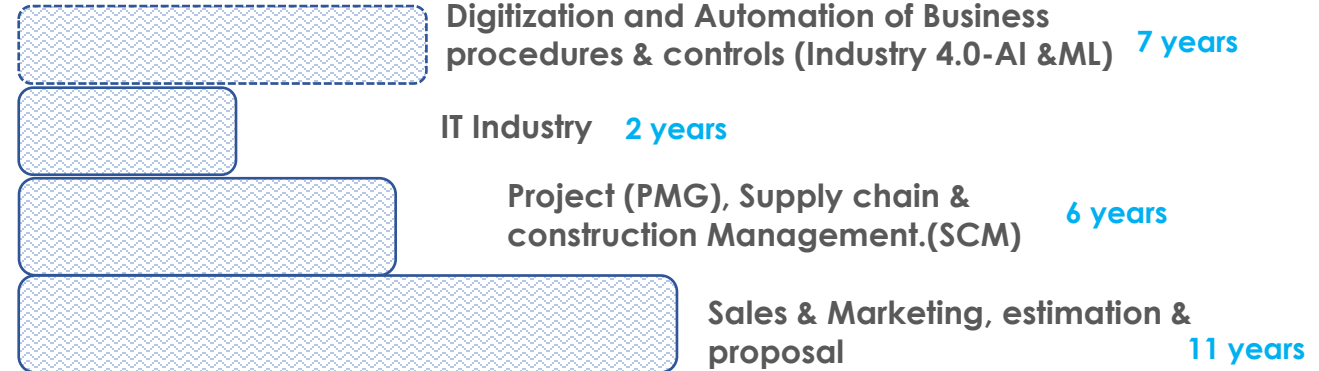 Digitization and Automation of Business
procedures & controls (Industry 4.0-AI &ML) 7 years
IT Industry 2 years
Project (PMG), Supply chain &
construction Management.(SCM) 6 years
Sales & Marketing, estimation &
proposal 11 years